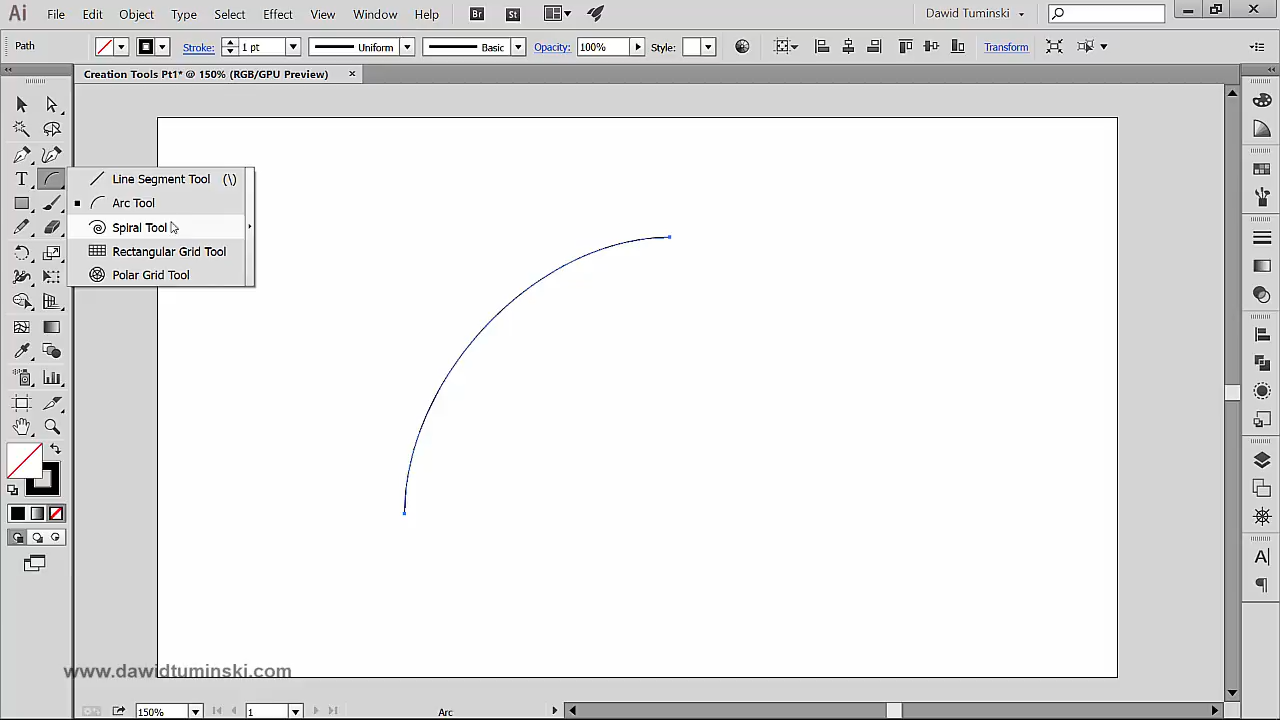 Ai File Edit Object Type Select Effect View Window Help Br St Dawid Tuminski
Path Stroke: 1 pt Uniform Basic Opacity: 100% Style: Transform
Creation Tools Pt1* @ 150% (RGB/GPU Preview) ×
T
Line Segment Tool (\)
Arc Tool
Spiral Tool
Rectangular Grid Tool
Polar Grid Tool
A
www.dawidtuminski.com
150% 1 Arc